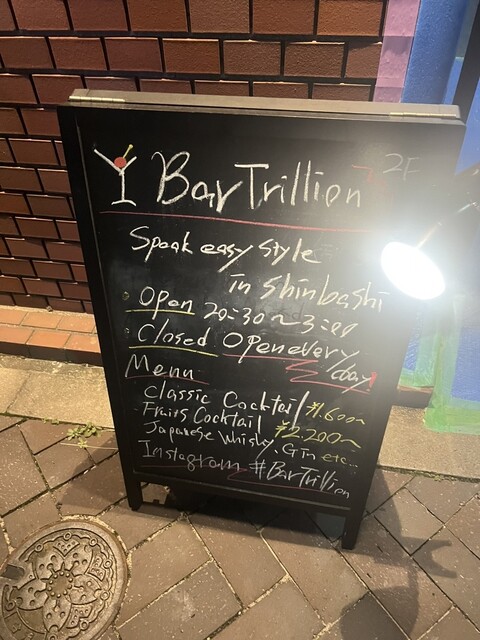 2F
Bar Trillion
Speak easy style
in Shinbashi
Open 20:30~3:00
Closed Open every
day!
Menu
Classic Cocktail ¥1.600~
Fruits Cocktail ¥2.200~
Japanese Whisky. Gin etc...
Instagram #BarTrillion